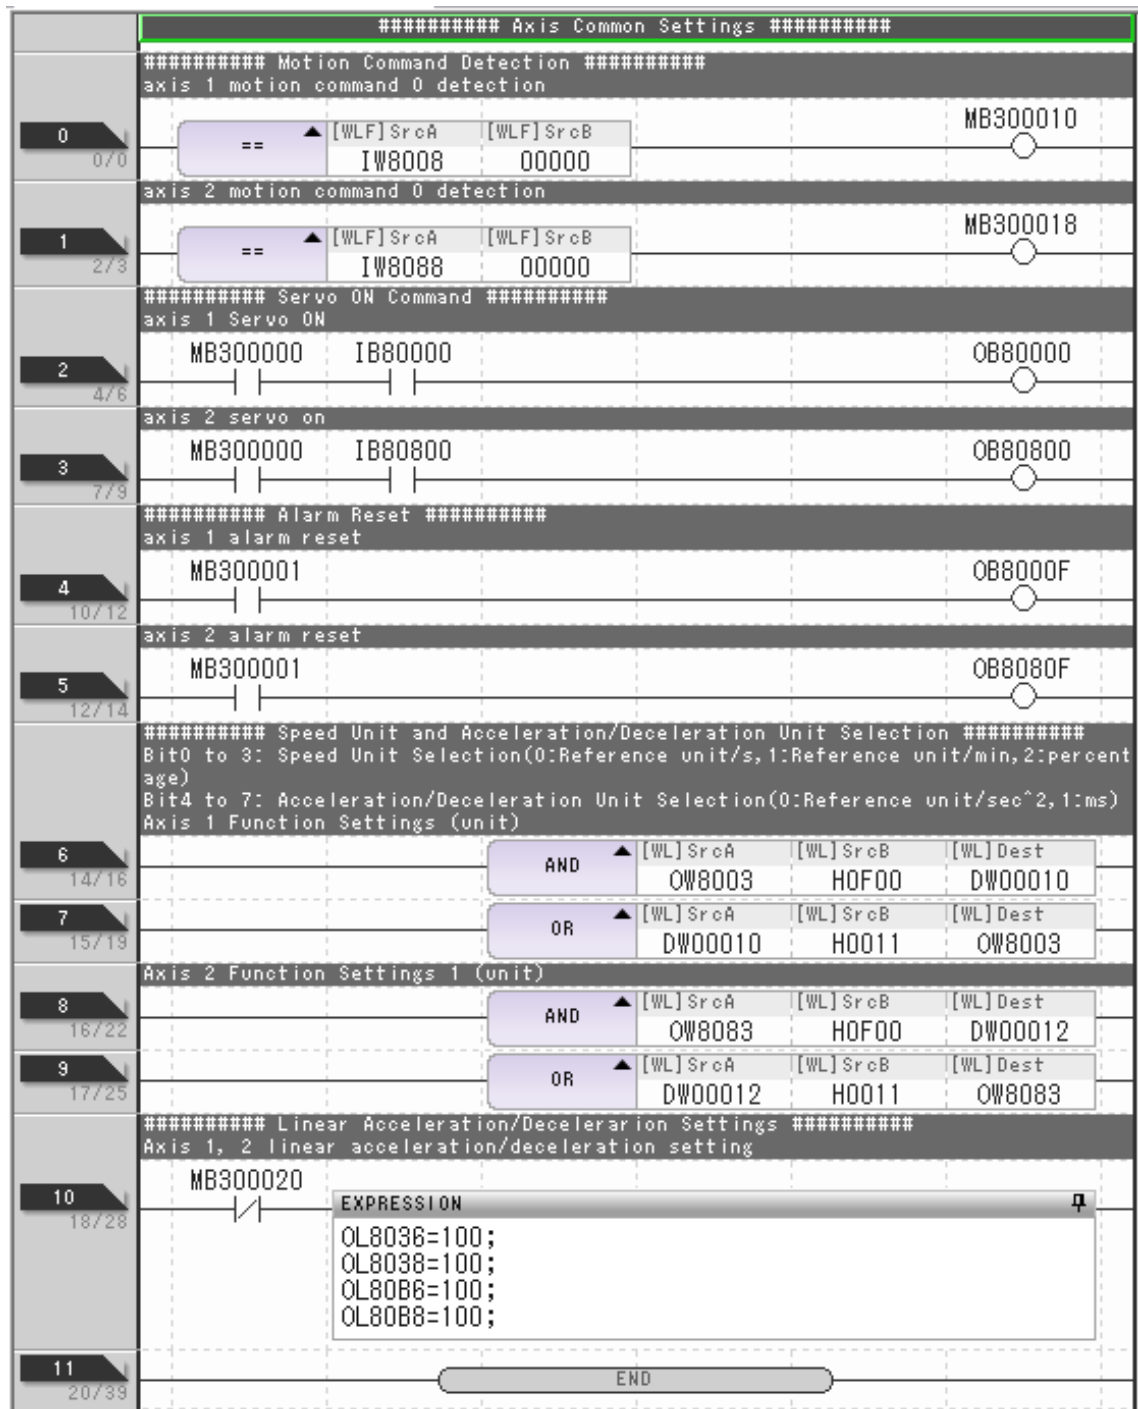 ########## Axis Common Settings ##########
########## Motion Command Detection ##########
axis 1 motion command 0 detection
0
0/0
==
[WLF]SrcA
[WLF]SrcB
IW8008
00000
MB300010
axis 2 motion command 0 detection
1
2/3
==
[WLF]SrcA
[WLF]SrcB
IW8088
00000
MB300018
########## Servo ON Command ##########
axis 1 Servo ON
2
4/6
MB300000
IB80000
OB80000
axis 2 servo on
3
7/9
MB300000
IB80800
OB80800
########## Alarm Reset ##########
axis 1 alarm reset
4
10/12
MB300001
OB8000F
axis 2 alarm reset
5
12/14
MB300001
OB8080F
########## Speed Unit and Acceleration/Deceleration Unit Selection ##########
Bit0 to 3: Speed Unit Selection(0:Reference unit/s,1:Reference unit/min,2:percent
age)
Bit4 to 7: Acceleration/Deceleration Unit Selection(0:Reference unit/sec^2,1:ms)
Axis 1 Function Settings (unit)
6
14/16
AND
[WL]SrcA
[WL]SrcB
[WL]Dest
OW8003
H0F00
DW00010
7
15/19
OR
[WL]SrcA
[WL]SrcB
[WL]Dest
DW00010
H0011
OW8003
Axis 2 Function Settings 1 (unit)
8
16/22
AND
[WL]SrcA
[WL]SrcB
[WL]Dest
OW8083
H0F00
DW00012
9
17/25
OR
[WL]SrcA
[WL]SrcB
[WL]Dest
DW00012
H0011
OW8083
########## Linear Acceleration/Decelerarion Settings ##########
Axis 1, 2 linear acceleration/deceleration setting
10
18/28
MB300020
EXPRESSION
OL8036=100;
OL8038=100;
OL80B6=100;
OL80B8=100;
11
20/39
END